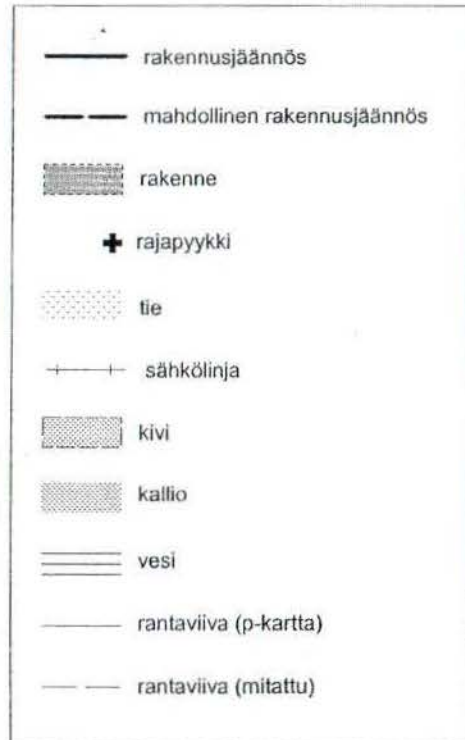 rakennusjäännös
mahdollinen rakennusjäännös
rakenne
rajapyykki
tie
sähkölinja
kivi
kallio
vesi
rantaviiva (p-kartta)
rantaviiva (mitattu)